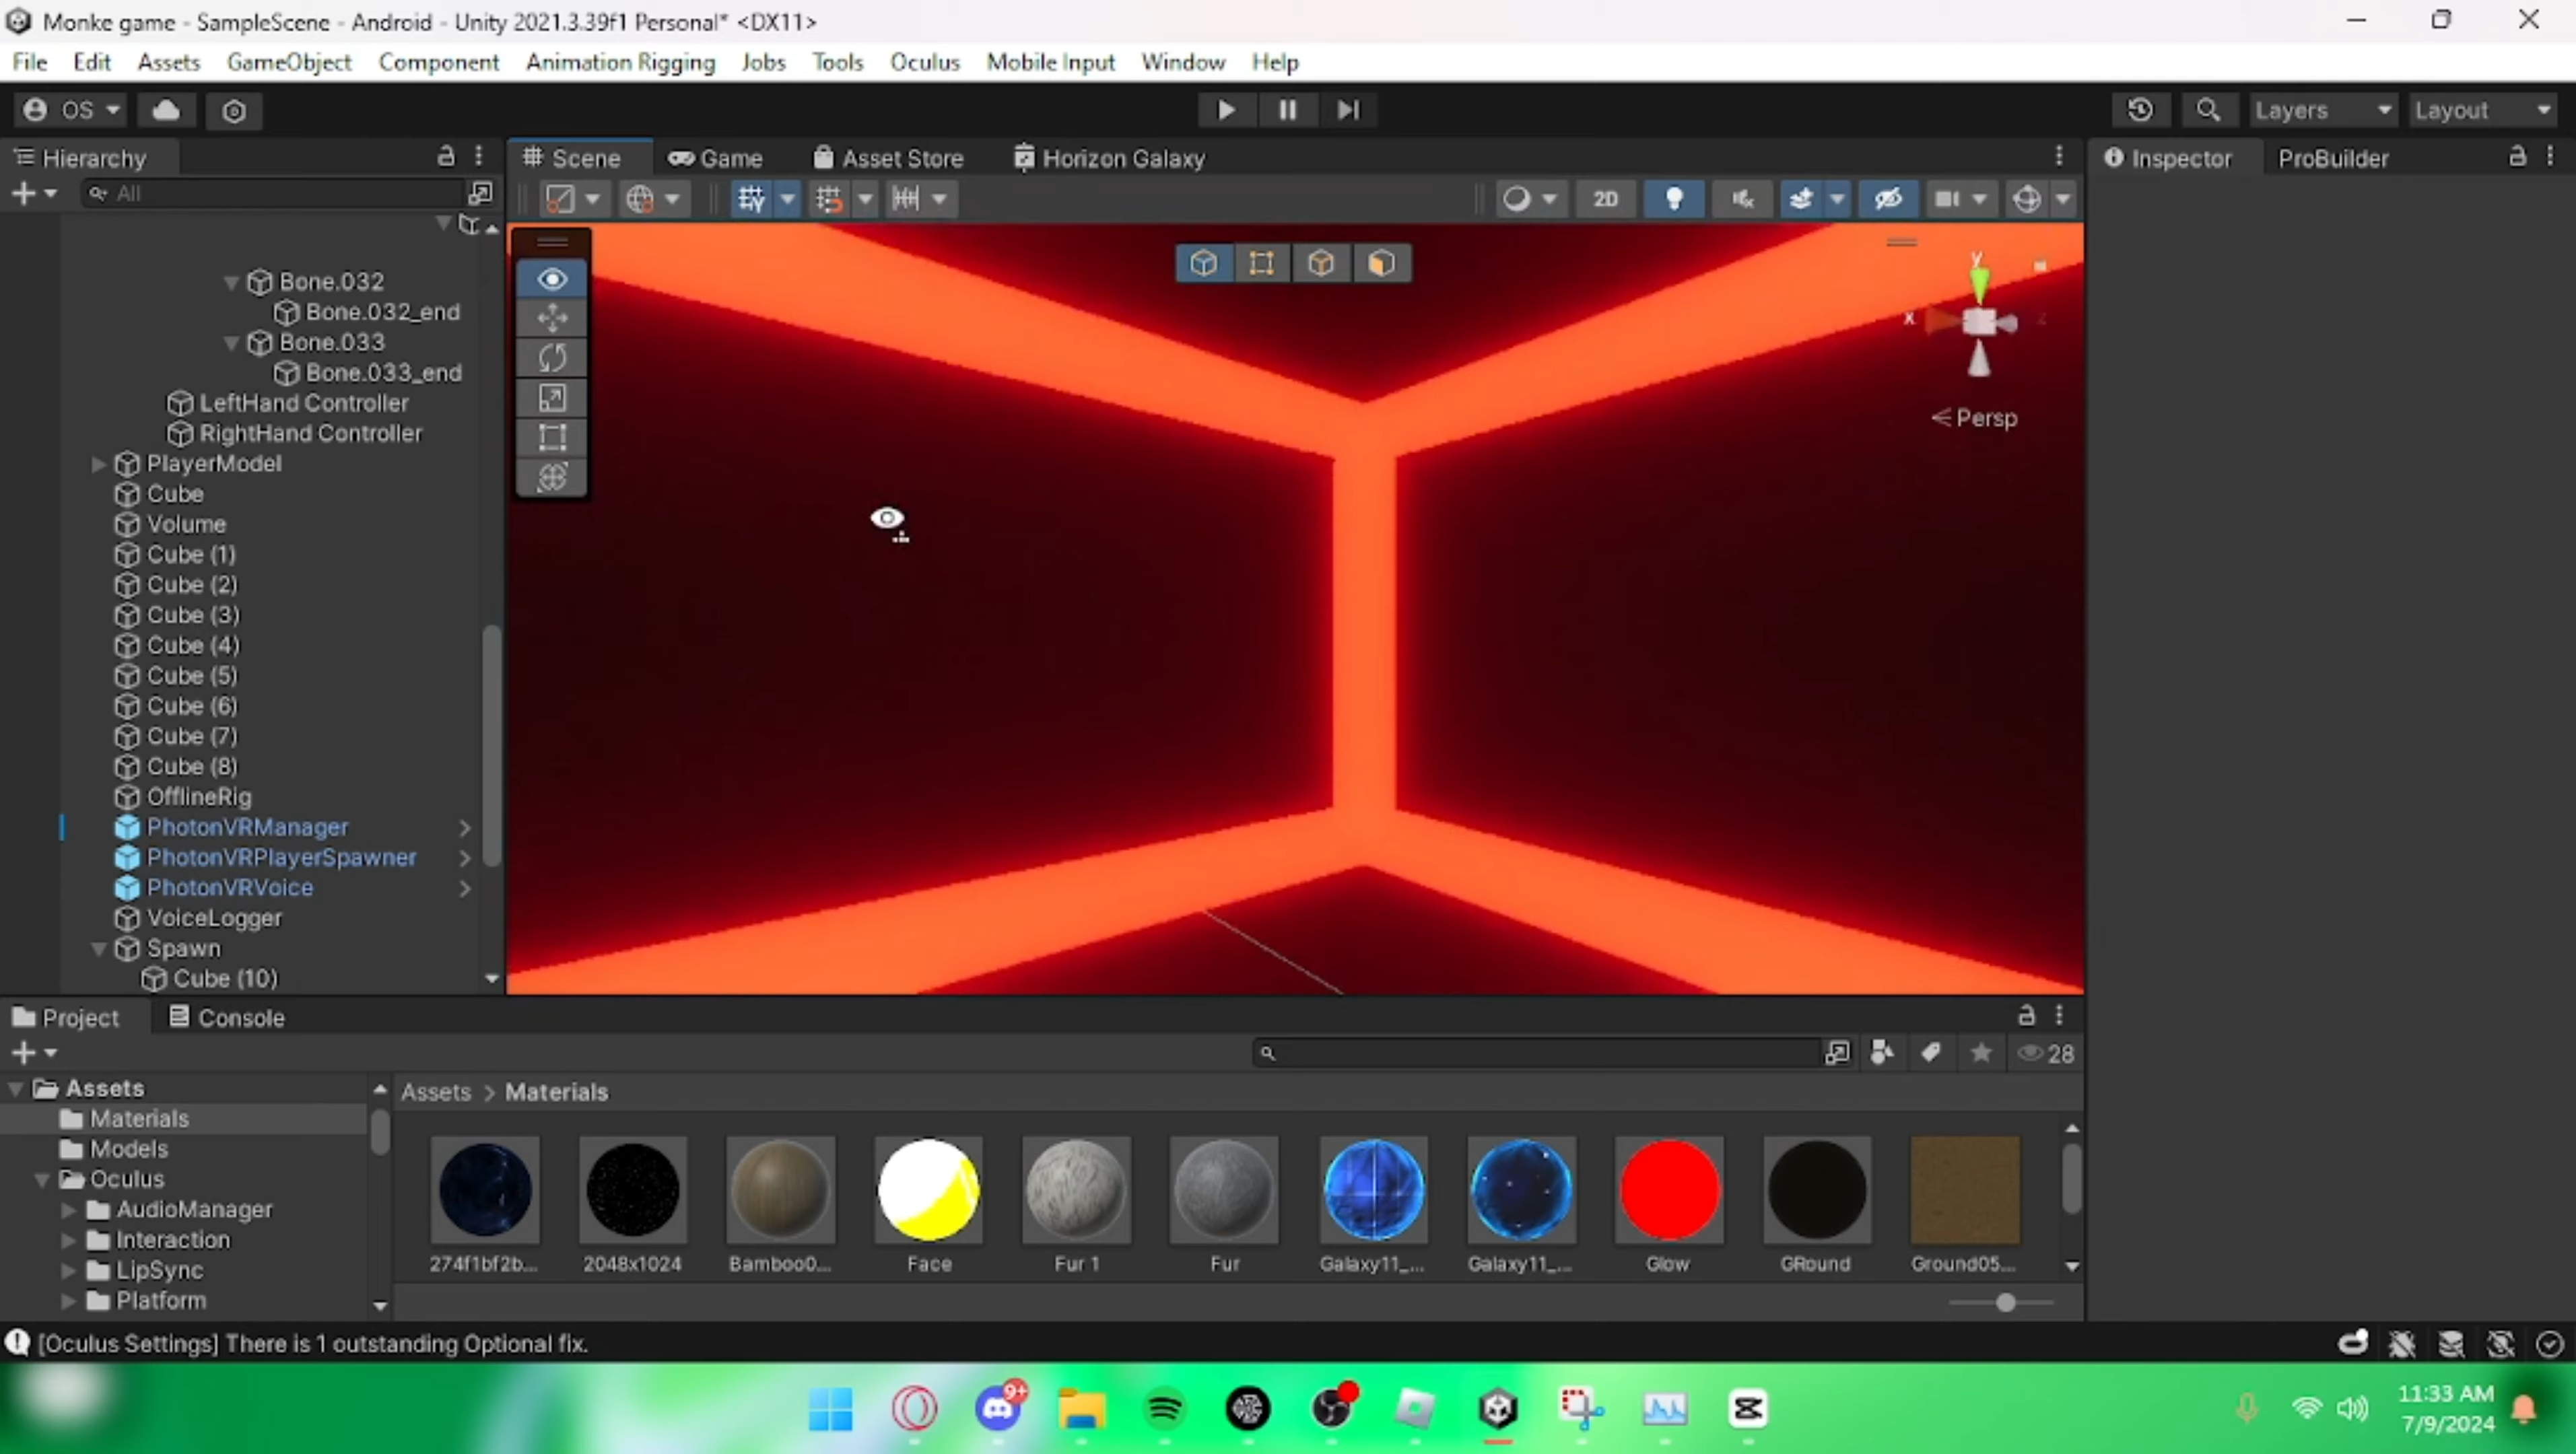 Monke game - SampleScene - Android - Unity 2021.3.39f1 Personal* <DX11>
File Edit Assets GameObject Component Animation Rigging Jobs Tools Oculus Mobile Input Window Help
OS Layers Layout
Hierarchy Scene Game Asset Store Horizon Galaxy Inspector ProBuilder
All 2D
Bone.032
Bone.032_end
Bone.033
Bone.033_end
LeftHand Controller
RightHand Controller
PlayerModel
Cube
Volume
Cube (1)
Cube (2)
Cube (3)
Cube (4)
Cube (5)
Cube (6)
Cube (7)
Cube (8)
OfflineRig
PhotonVRManager
PhotonVRPlayerSpawner
PhotonVRVoice
VoiceLogger
Spawn
Cube (10)
y
x
z
< Persp
Project Console
28
Assets
Materials
Models
Oculus
AudioManager
Interaction
LipSync
Platform
Assets > Materials
274f1bf2b... 2048x1024 Bamboo0... Face Fur 1 Fur Galaxy11_... Galaxy11_... Glow GRound Ground05...
[Oculus Settings] There is 1 outstanding Optional fix.
9+
11:33 AM
7/9/2024